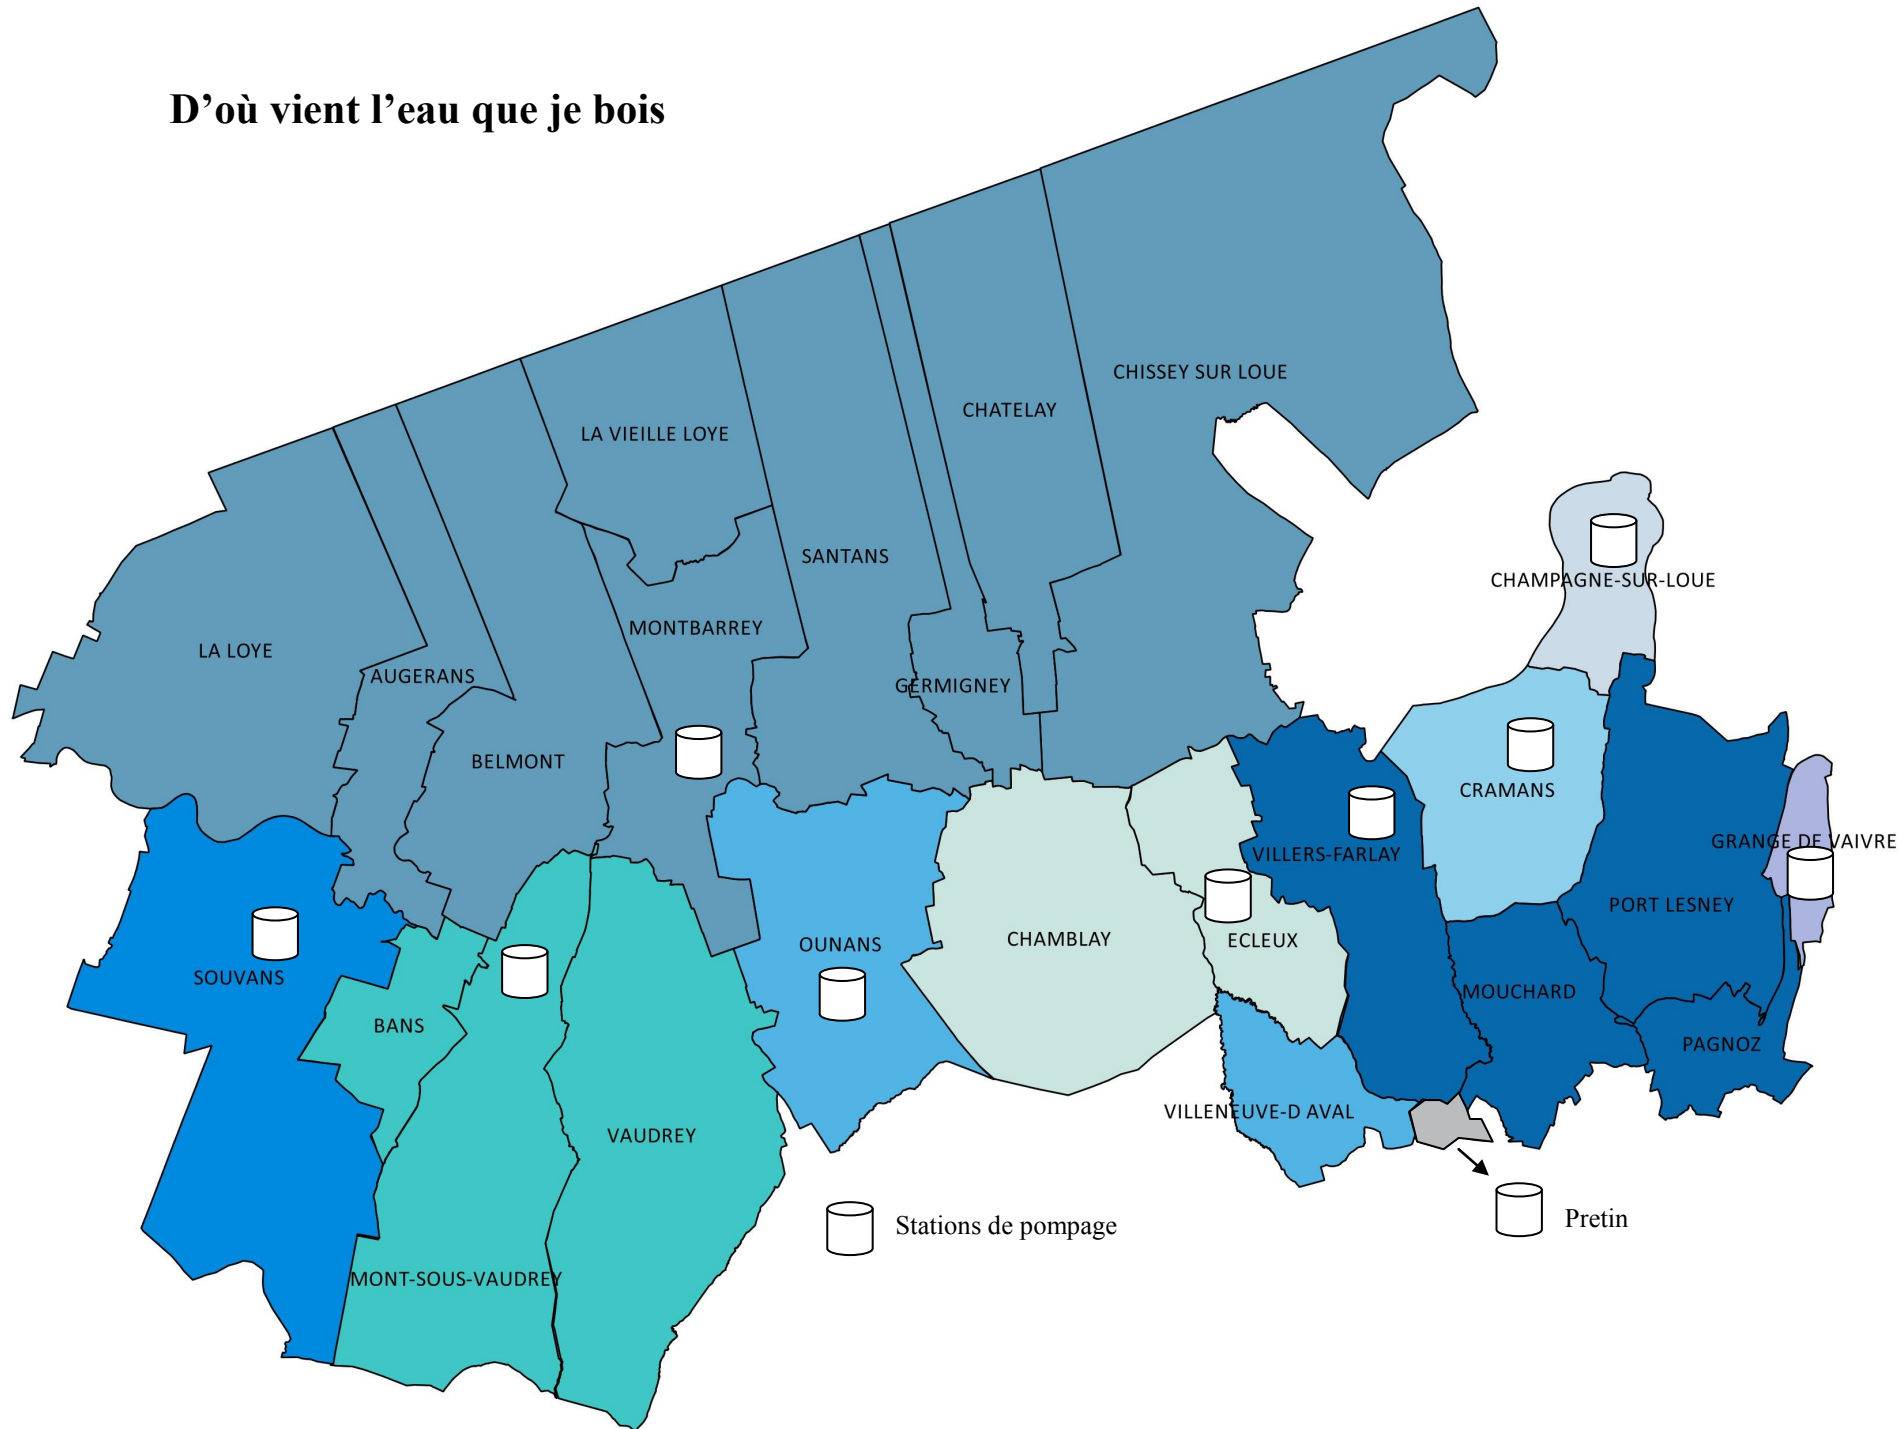 D’où vient l’eau que je bois
CHISSEY SUR LOUE
CHATELAY
LA VIEILLE LOYE
SANTANS
CHAMPAGNE-SUR-LOUE
MONTBARREY
LA LOYE
AUGERANS
GERMIGNEY
BELMONT
CRAMANS
GRANGE DE VAIVRE
VILLERS-FARLAY
PORT LESNEY
OUNANS
CHAMBLAY
ECLEUX
SOUVANS
MOUCHARD
BANS
PAGNOZ
VILLENEUVE-D AVAL
VAUDREY
Pretin
Stations de pompage
MONT-SOUS-VAUDREY